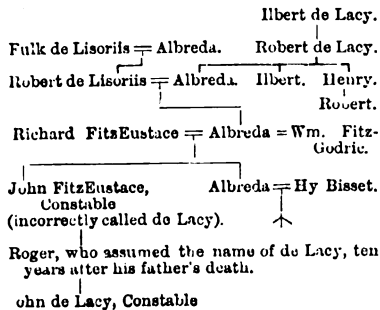 Ilbert de Lacy.
Fulk de Lisoriis = Albreda. Robert de Lacy.
Robert de Lisoriis = Albreda. Ilbert. Henry.
Robert.
Richard FitzEustace = Albreda = Wm. Fitz-
Godric.
John FitzEustace, Albreda = Hy Bisset.
Constable
(incorrectly called de Lacy).
Roger, who assumed the name of de Lacy, ten
years after his father's death.
ohn de Lacy, Constable